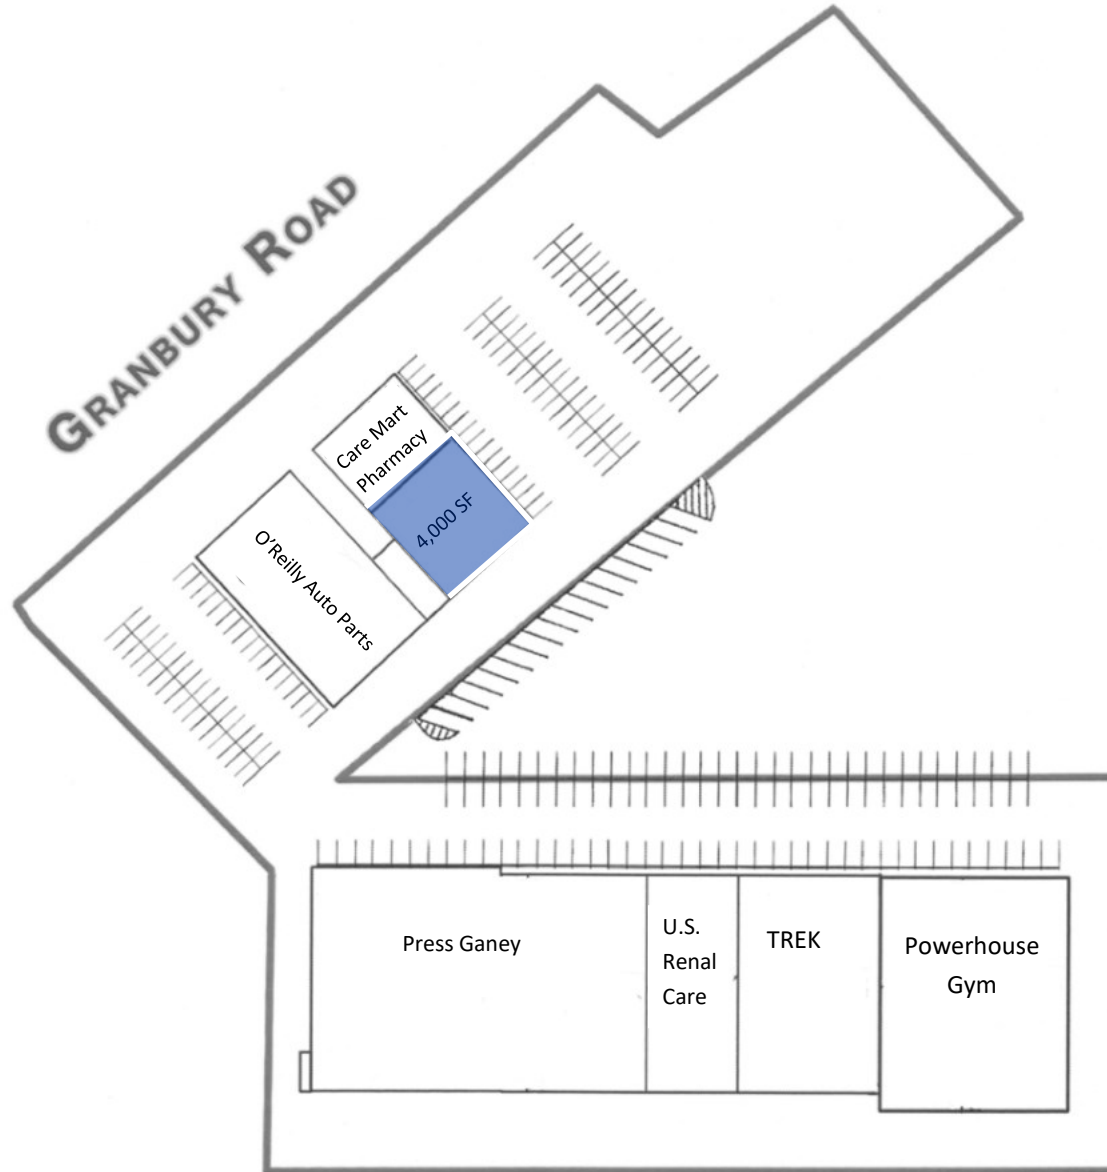 GRANBURY ROAD
Care Mart
Pharmacy
4,000 SF
O’Reilly Auto Parts
Press Ganey
U.S.
Renal
Care
TREK
Powerhouse
Gym